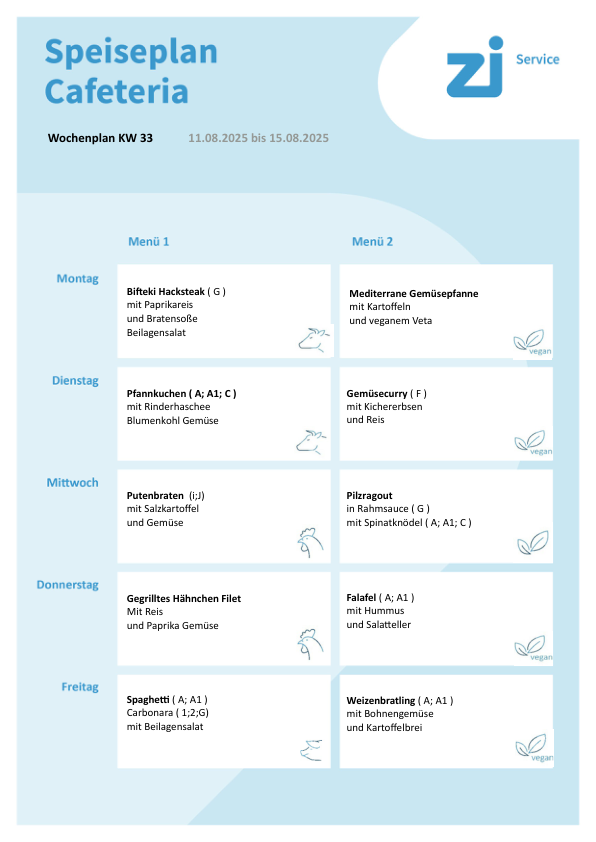 Speiseplan
Cafeteria
zi Service
Wochenplan KW 33 11.08.2025 bis 15.08.2025
Menü 1 Menü 2
Montag
Bifteki Hacksteak ( G )
mit Paprikareis
und Bratensoße
Beilagensalat
Mediterrane Gemüsepfanne
mit Kartoffeln
und veganem Veta
vegan
Dienstag
Pfannkuchen ( A; A1; C )
mit Rinderhaschee
Blumenkohl Gemüse
Gemüsecurry ( F )
mit Kichererbsen
und Reis
vegan
Mittwoch
Putenbraten (i;J)
mit Salzkartoffel
und Gemüse
Pilzragout
in Rahmsauce ( G )
mit Spinatknödel ( A; A1; C )
Donnerstag
Gegrilltes Hähnchen Filet
Mit Reis
und Paprika Gemüse
Falafel ( A; A1 )
mit Hummus
und Salatteller
vegan
Freitag
Spaghetti ( A; A1 )
Carbonara ( 1;2;G)
mit Beilagensalat
Weizenbratling ( A; A1 )
mit Bohnengemüse
und Kartoffelbrei
vegan